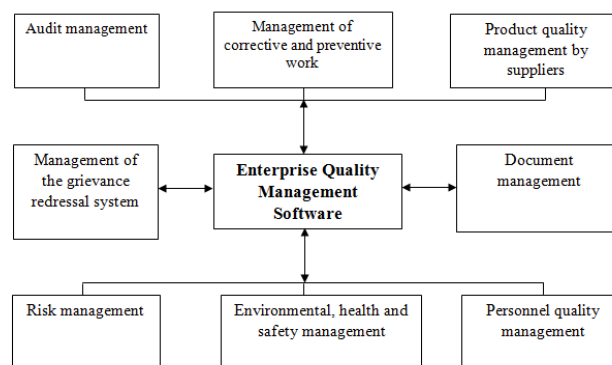 Audit management
Management of
corrective and preventive
work
Product quality
management by
suppliers
Management of
the grievance
redressal system
Enterprise Quality
Management
Software
Document
management
Risk management
Environmental, health and
safety management
Personnel quality
management